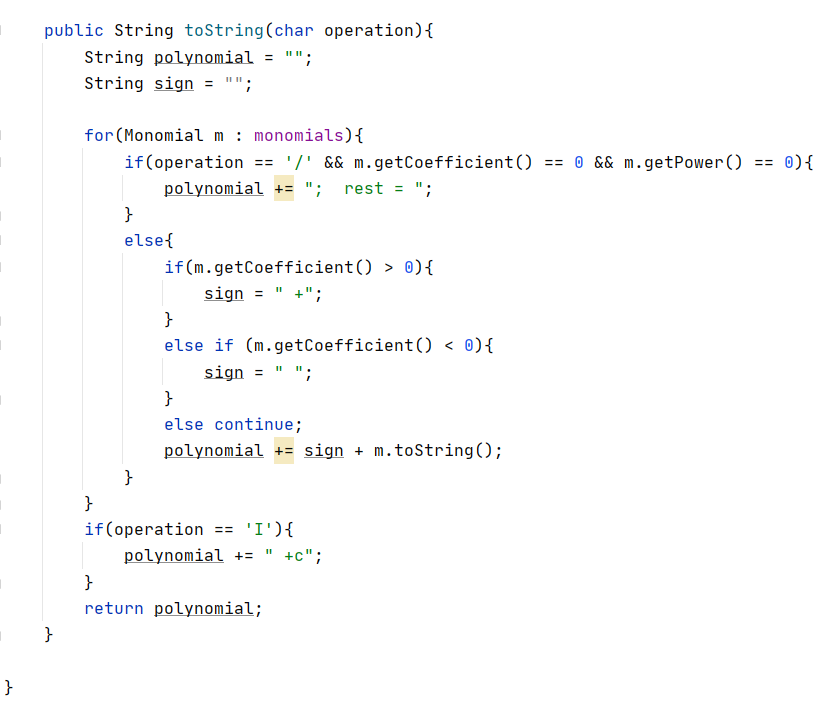 public String toString(char operation){
    String polynomial = "";
    String sign = "";

    for(Monomial m : monomials){
        if(operation == '/' && m.getCoefficient() == 0 && m.getPower() == 0){
            polynomial += ";  rest = ";
        }
        else{
            if(m.getCoefficient() > 0){
                sign = " +";
            }
            else if (m.getCoefficient() < 0){
                sign = " ";
            }
            else continue;
            polynomial += sign + m.toString();
        }
    }
    if(operation == 'I'){
        polynomial += " +c";
    }
    return polynomial;
}

}